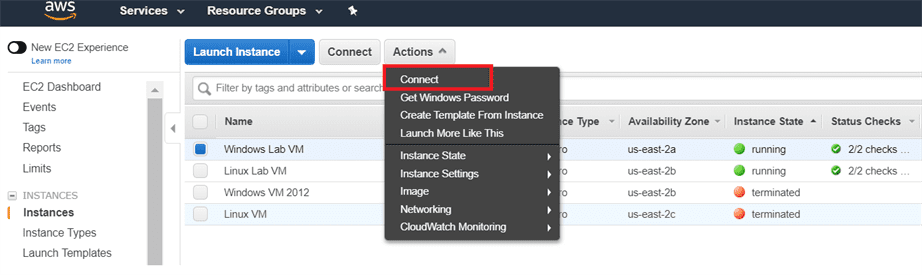 aws Services Resource Groups
New EC2 Experience
Learn more
EC2 Dashboard
Events
Tags
Reports
Limits
INSTANCES
Instances
Instance Types
Launch Templates
Launch Instance Connect Actions
Filter by tags and attributes or searc
Connect
Get Windows Password
Create Template From Instance
Launch More Like This
Instance State
Instance Settings
Image
Networking
CloudWatch Monitoring
Name Type Availability Zone Instance State Status Checks
Windows Lab VM ro us-east-2a running 2/2 checks ...
Linux Lab VM ro us-east-2b running 2/2 checks ...
Windows VM 2012 ro us-east-2b terminated
Linux VM ro us-east-2c terminated